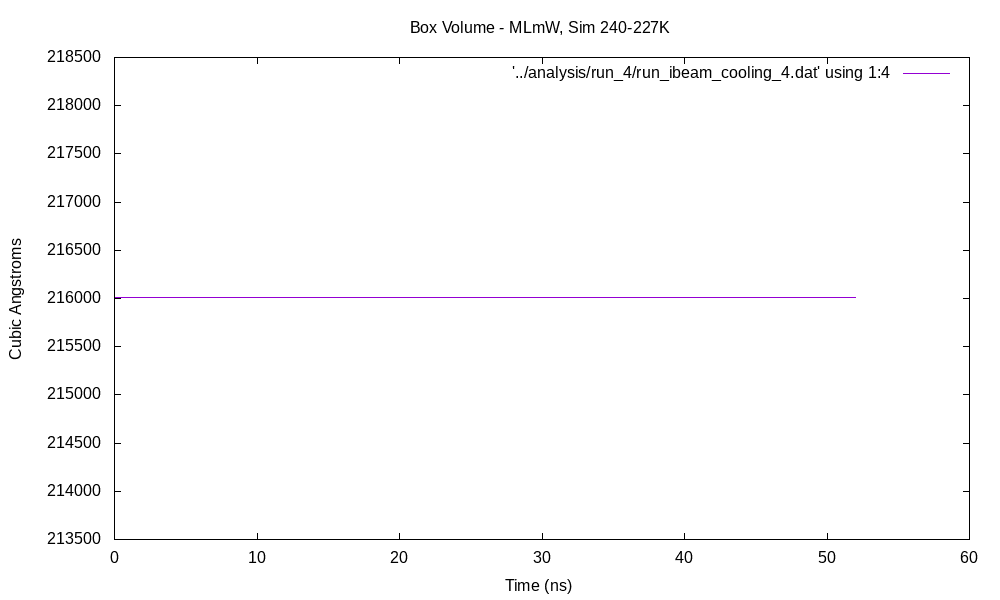 Box Volume - MLmW, Sim 240-227K
'../analysis/run_4/run_ibeam_cooling_4.dat' using 1:4
218500
218000
217500
217000
216500
216000
215500
215000
214500
214000
213500
Cubic Angstroms
0 10 20 30 40 50 60
Time (ns)